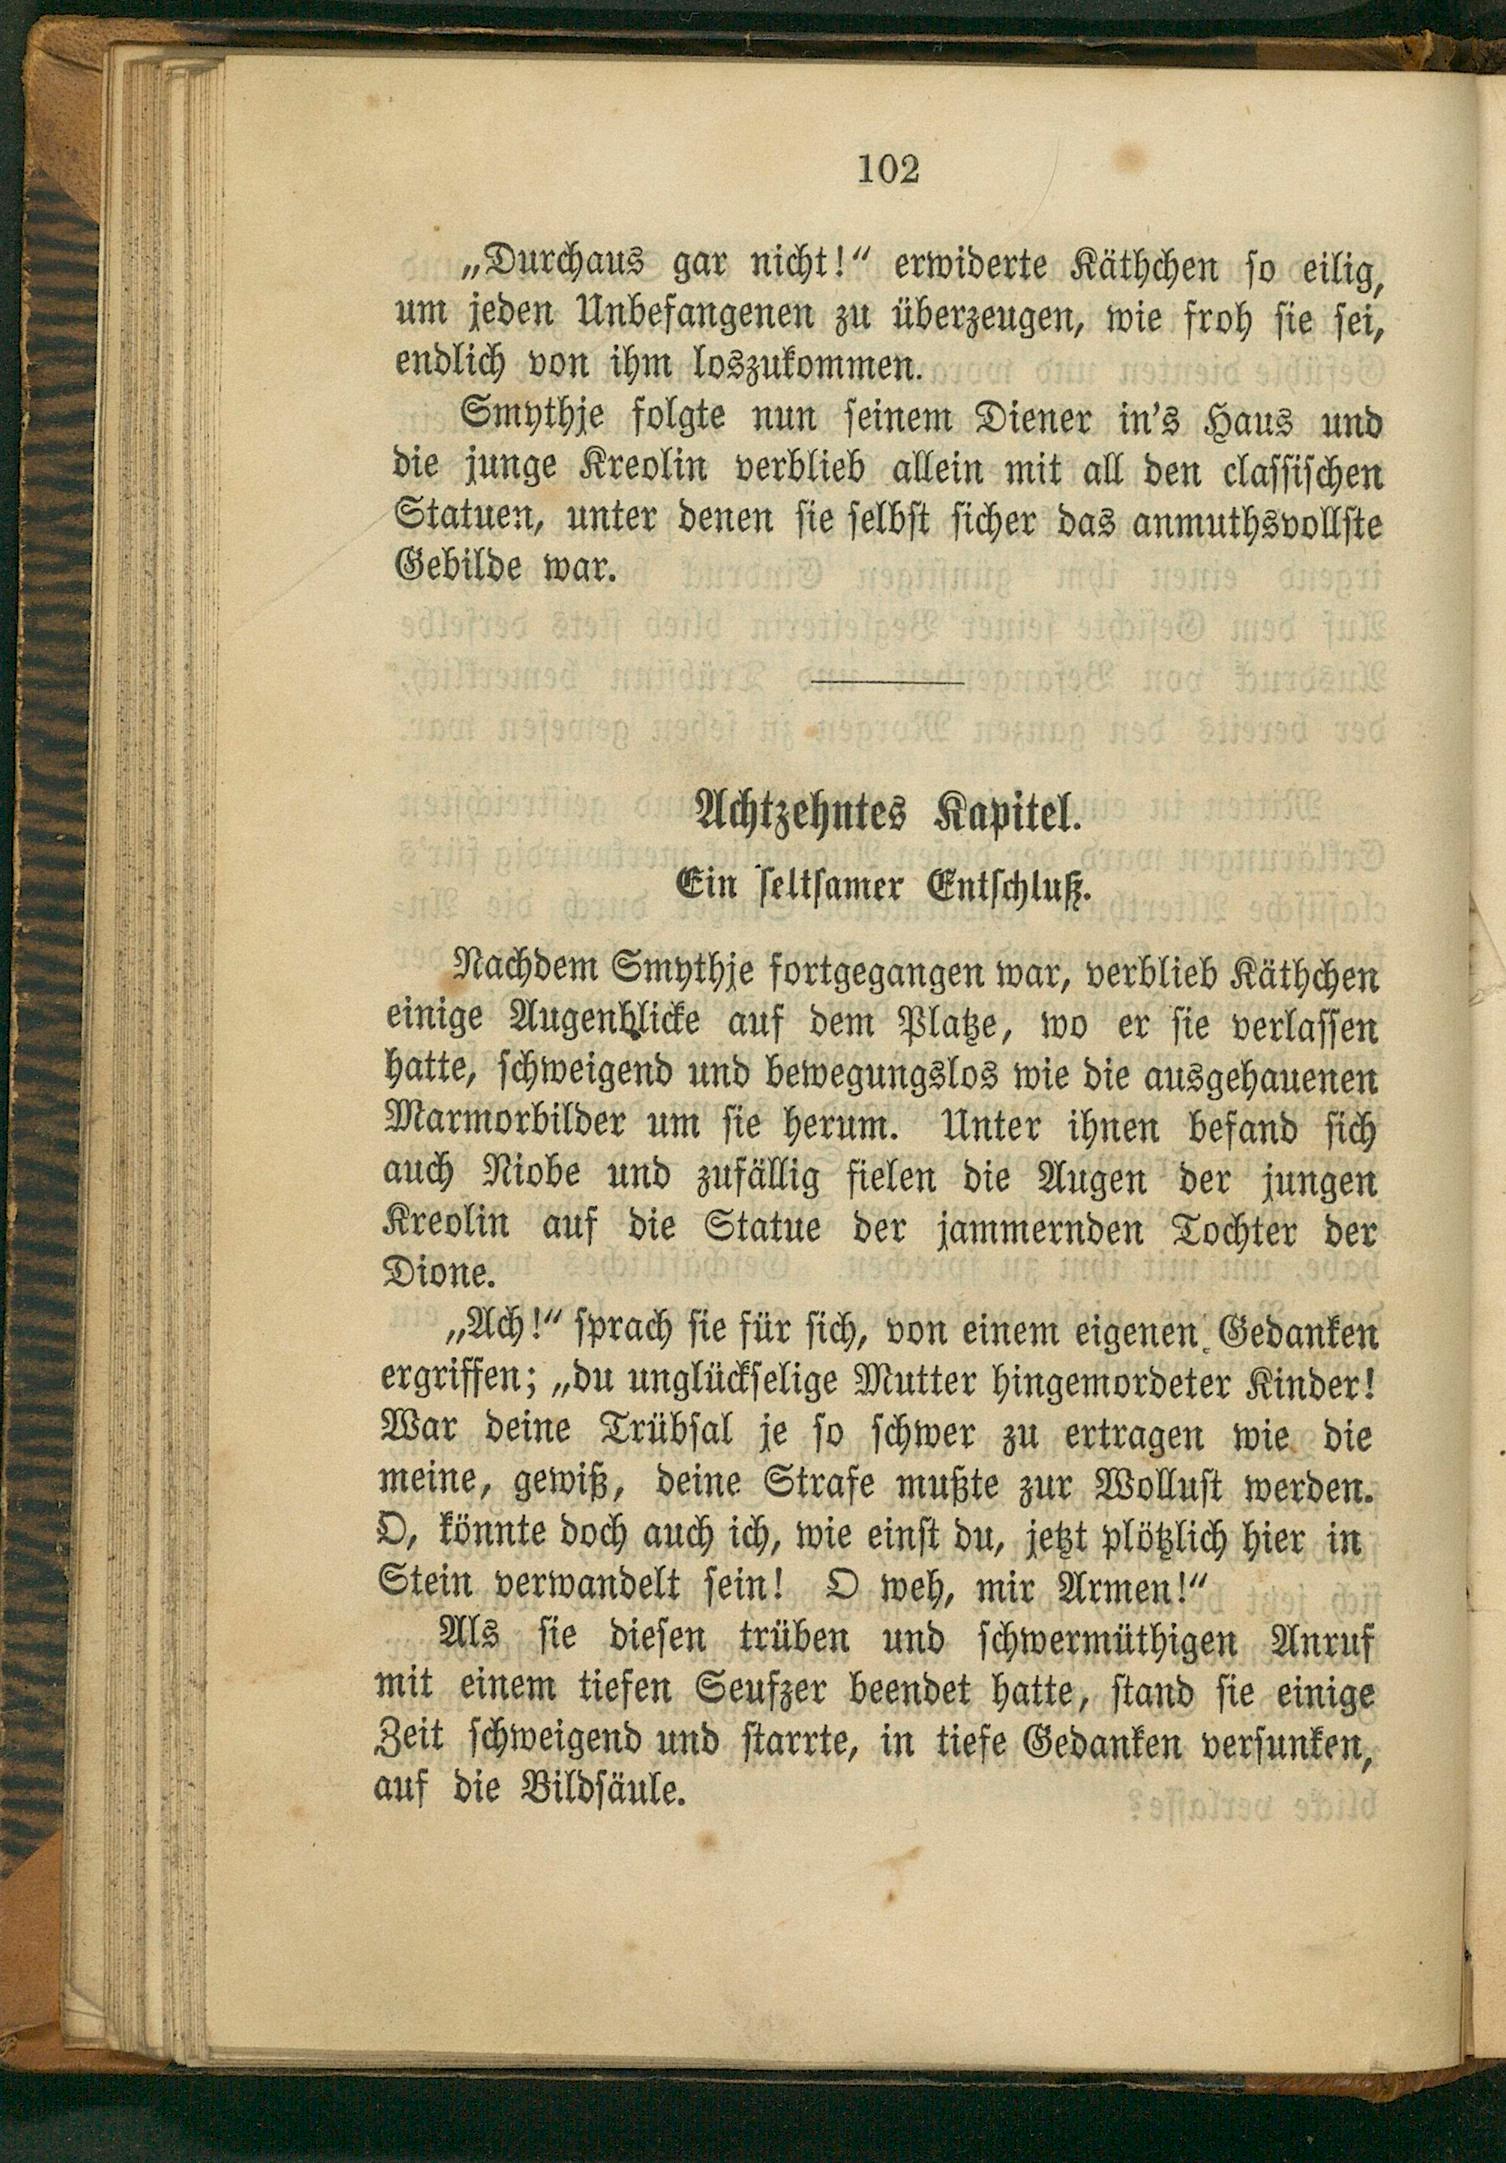 102
„Durchaus gar nicht!“ erwiderte Käthchen so eilig,
um jeden Unbefangenen zu überzeugen, wie froh sie sei,
endlich von ihm loszukommen.
Smythje folgte nun seinem Diener in's Haus und
die junge Kreolin verblieb allein mit all den classischen
Statuen, unter denen sie selbst sicher das anmuthsvollste
Gebilde war.
Achtzehntes Kapitel.
Ein seltsamer Entschluß.
Nachdem Smythje fortgegangen war, verblieb Käthchen
einige Augenblicke auf dem Platze, wo er sie verlassen
hatte, schweigend und bewegungslos wie die ausgehauenen
Marmorbilder um sie herum. Unter ihnen befand sich
auch Niobe und zufällig fielen die Augen der jungen
Kreolin auf die Statue der jammernden Tochter der
Dione.
„Ach!“ sprach sie für sich, von einem eigenen Gedanken
ergriffen; „du unglückselige Mutter hingemordeter Kinder!
War deine Trübsal je so schwer zu ertragen wie die
meine, gewiß, deine Strafe mußte zur Wollust werden.
O, könnte doch auch ich, wie einst du, jetzt plötzlich hier in
Stein verwandelt sein! O weh, mir Armen!“
Als sie diesen trüben und schwermüthigen Anruf
mit einem tiefen Seufzer beendet hatte, stand sie einige
Zeit schweigend und starrte, in tiefe Gedanken versunken,
auf die Bildsäule.